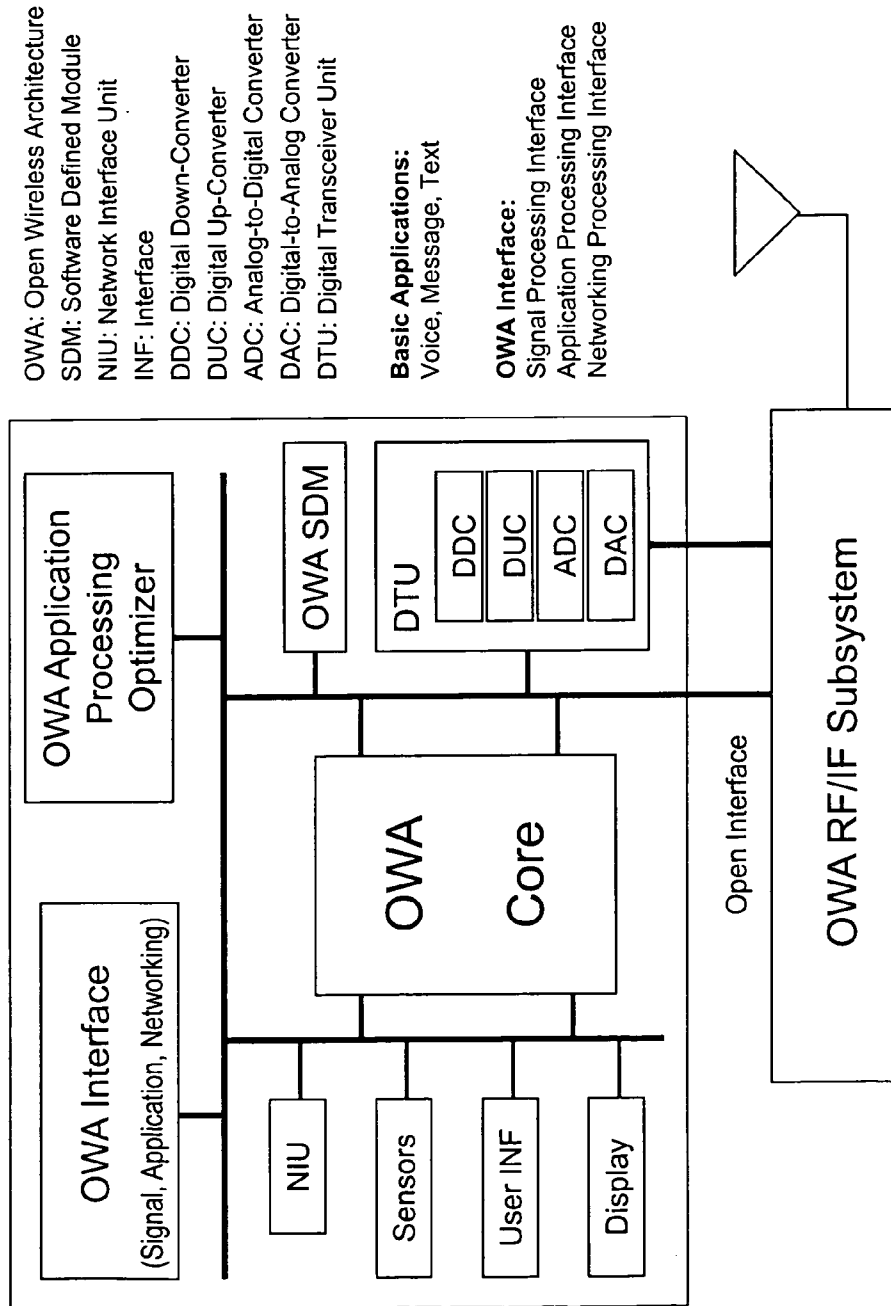 OWA Interface
(Signal, Application, Networking)
OWA Application
Processing
Optimizer
NIU
Sensors
User INF
Display
OWA
Core
OWA SDM
DTU
DDC
DUC
ADC
DAC
Open Interface
OWA RF/IF Subsystem
OWA: Open Wireless Architecture
SDM: Software Defined Module
NIU: Network Interface Unit
INF: Interface
DDC: Digital Down-Converter
DUC: Digital Up-Converter
ADC: Analog-to-Digital Converter
DAC: Digital-to-Analog Converter
DTU: Digital Transceiver Unit
Basic Applications:
Voice, Message, Text
OWA Interface:
Signal Processing Interface
Application Processing Interface
Networking Processing Interface